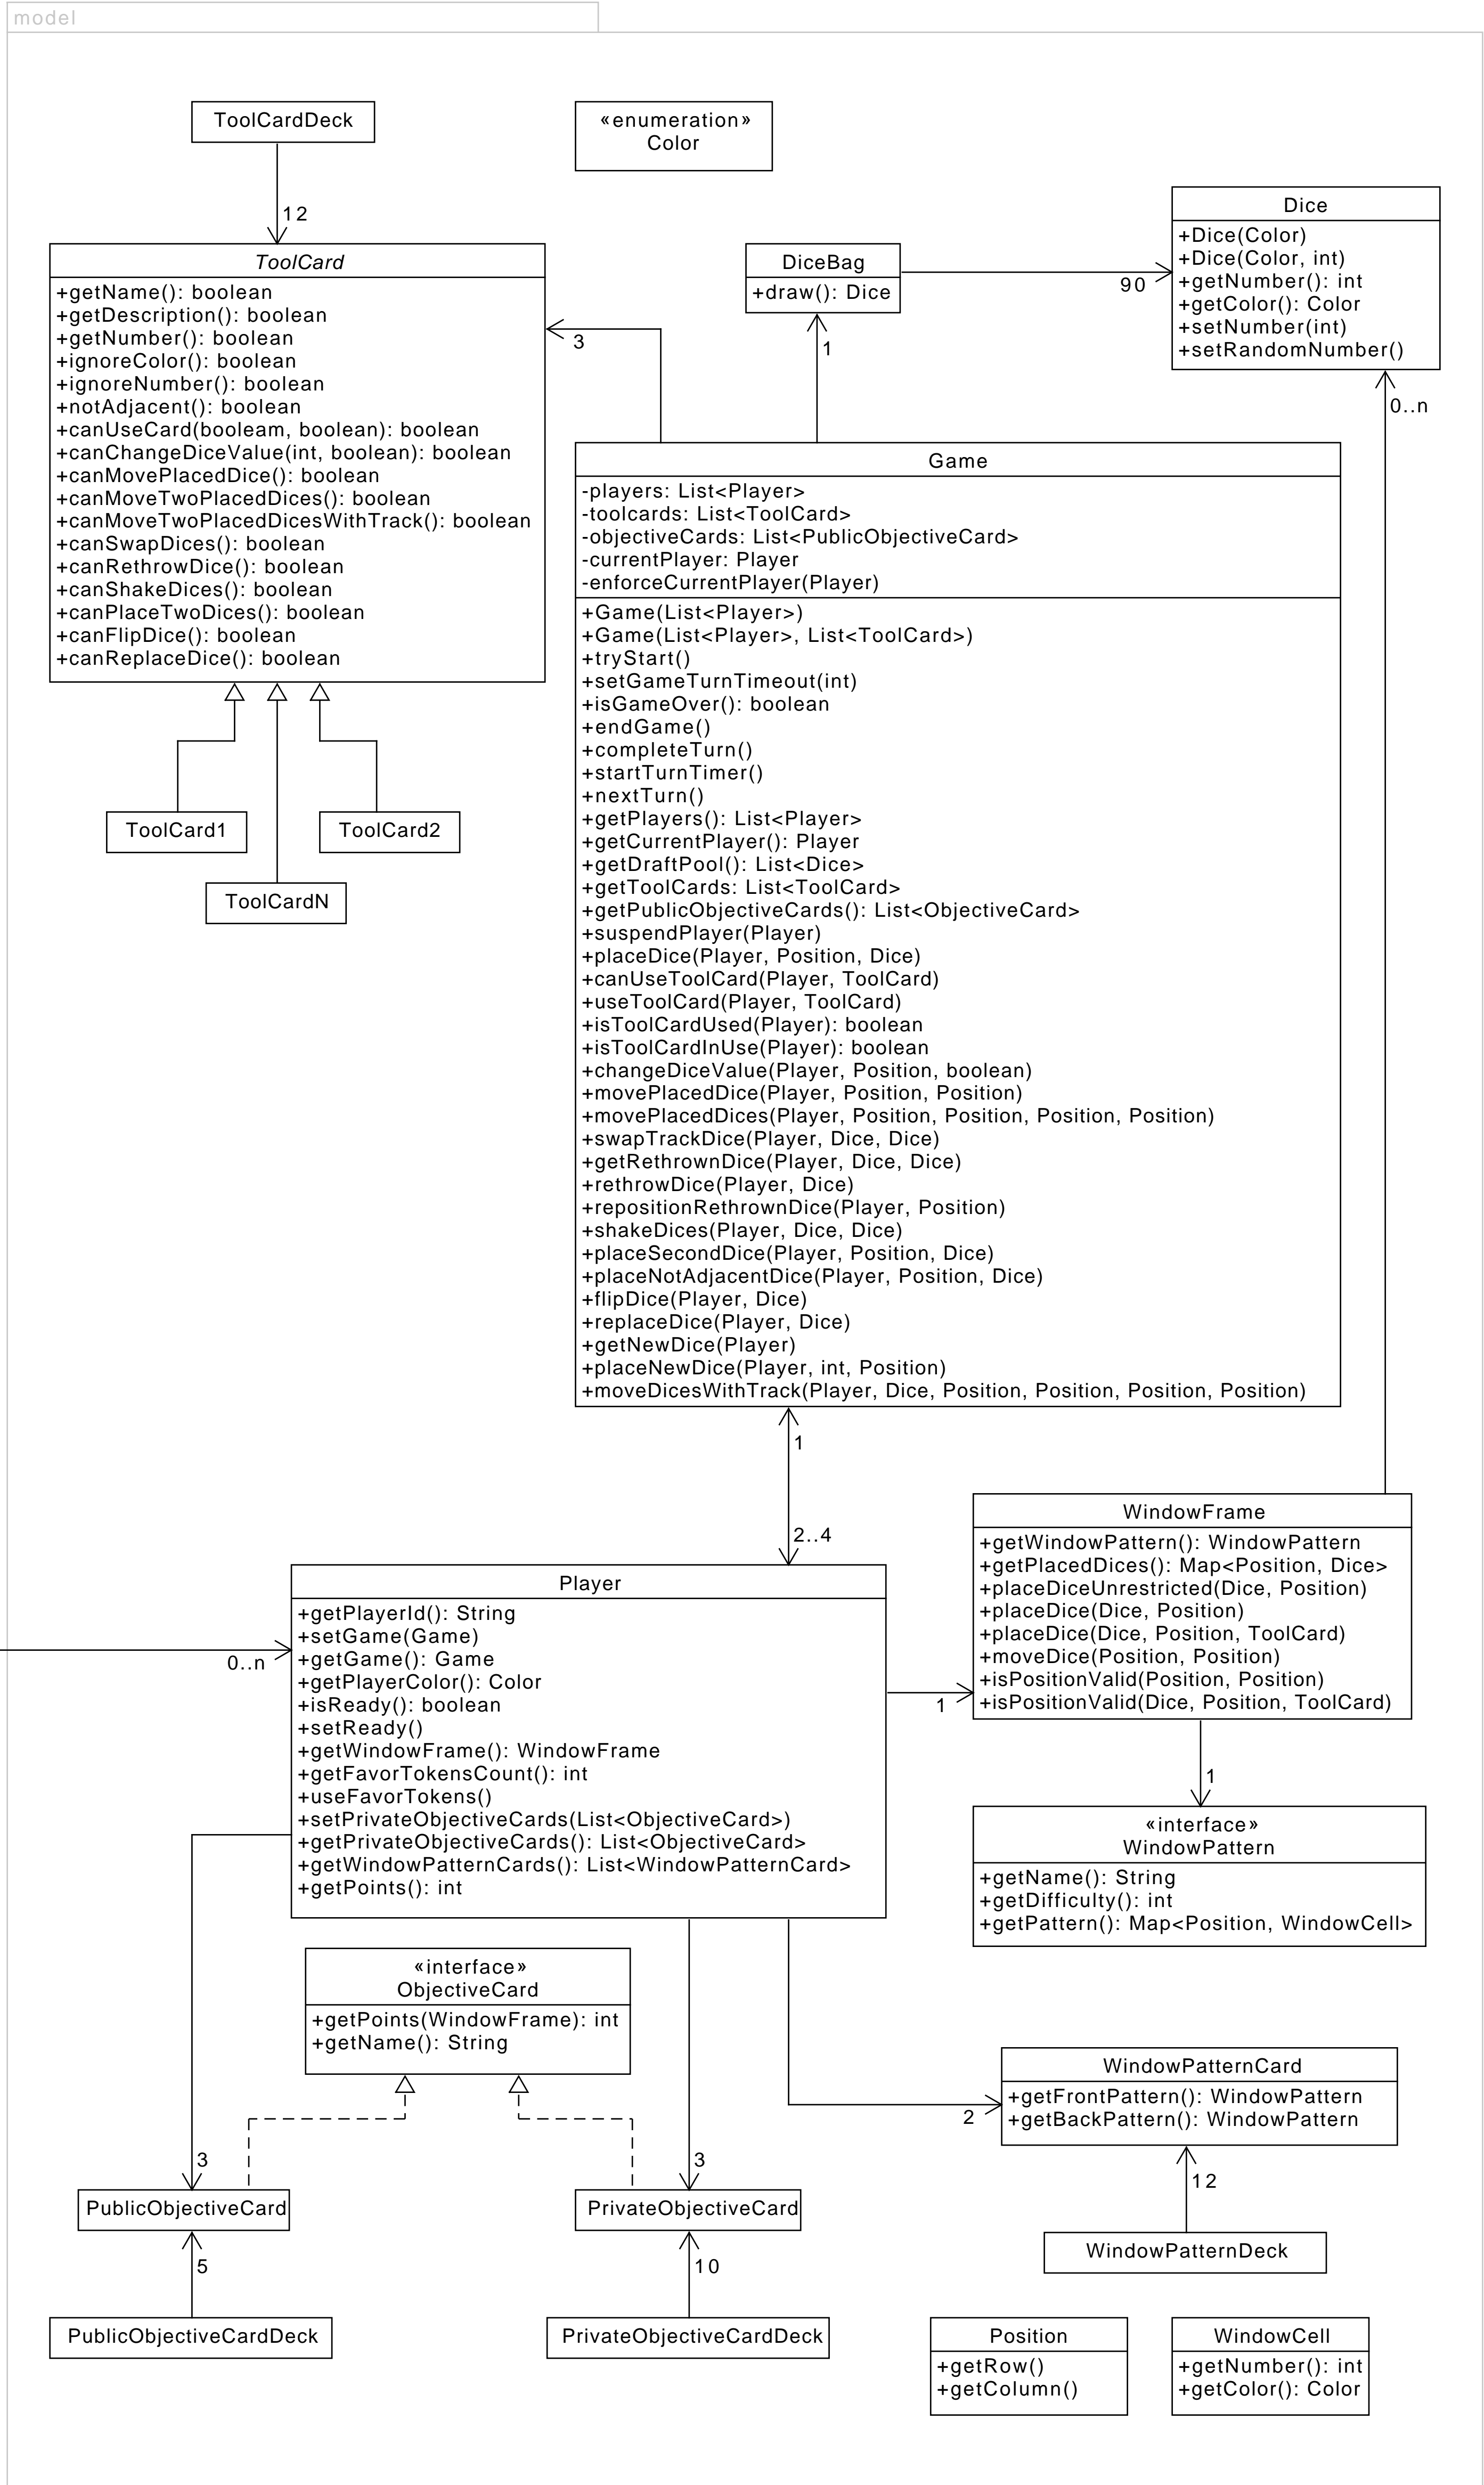 model
ToolCardDeck
«enumeration»
Color
12
Dice
+Dice(Color)
+Dice(Color, int)
+getNumber(): int
+getColor(): Color
+setNumber(int)
+setRandomNumber()
ToolCard
+getName(): boolean
+getDescription(): boolean
+getNumber(): boolean
+ignoreColor(): boolean
+ignoreNumber(): boolean
+notAdjacent(): boolean
+canUseCard(booleam, boolean): boolean
+canChangeDiceValue(int, boolean): boolean
+canMovePlacedDice(): boolean
+canMoveTwoPlacedDices(): boolean
+canMoveTwoPlacedDicesWithTrack(): boolean
+canSwapDices(): boolean
+canRethrowDice(): boolean
+canShakeDices(): boolean
+canPlaceTwoDices(): boolean
+canFlipDice(): boolean
+canReplaceDice(): boolean
DiceBag
+draw(): Dice
90
3
1
0..n
Game
-players: List<Player>
-toolcards: List<ToolCard>
-objectiveCards: List<PublicObjectiveCard>
-currentPlayer: Player
-enforceCurrentPlayer(Player)
+Game(List<Player>)
+Game(List<Player>, List<ToolCard>)
+tryStart()
+setGameTurnTimeout(int)
+isGameOver(): boolean
+endGame()
+completeTurn()
+startTurnTimer()
+nextTurn()
+getPlayers(): List<Player>
+getCurrentPlayer(): Player
+getDraftPool(): List<Dice>
+getToolCards: List<ToolCard>
+getPublicObjectiveCards(): List<ObjectiveCard>
+suspendPlayer(Player)
+placeDice(Player, Position, Dice)
+canUseToolCard(Player, ToolCard)
+useToolCard(Player, ToolCard)
+isToolCardUsed(Player): boolean
+isToolCardInUse(Player): boolean
+changeDiceValue(Player, Position, boolean)
+movePlacedDice(Player, Position, Position)
+movePlacedDices(Player, Position, Position, Position, Position)
+swapTrackDice(Player, Dice, Dice)
+getRethrownDice(Player, Dice, Dice)
+rethrowDice(Player, Dice)
+repositionRethrownDice(Player, Position)
+shakeDices(Player, Dice, Dice)
+placeSecondDice(Player, Position, Dice)
+placeNotAdjacentDice(Player, Position, Dice)
+flipDice(Player, Dice)
+replaceDice(Player, Dice)
+getNewDice(Player)
+placeNewDice(Player, int, Position)
+moveDicesWithTrack(Player, Dice, Position, Position, Position, Position)
ToolCard1
ToolCard2
ToolCardN
1
2..4
WindowFrame
+getWindowPattern(): WindowPattern
+getPlacedDices(): Map<Position, Dice>
+placeDiceUnrestricted(Dice, Position)
+placeDice(Dice, Position)
+placeDice(Dice, Position, ToolCard)
+moveDice(Position, Position)
+isPositionValid(Position, Position)
+isPositionValid(Dice, Position, ToolCard)
Player
+getPlayerId(): String
+setGame(Game)
+getGame(): Game
+getPlayerColor(): Color
+isReady(): boolean
+setReady()
+getWindowFrame(): WindowFrame
+getFavorTokensCount(): int
+useFavorTokens()
+setPrivateObjectiveCards(List<ObjectiveCard>)
+getPrivateObjectiveCards(): List<ObjectiveCard>
+getWindowPatternCards(): List<WindowPatternCard>
+getPoints(): int
0..n
1
1
«interface»
WindowPattern
+getName(): String
+getDifficulty(): int
+getPattern(): Map<Position, WindowCell>
«interface»
ObjectiveCard
+getPoints(WindowFrame): int
+getName(): String
WindowPatternCard
+getFrontPattern(): WindowPattern
+getBackPattern(): WindowPattern
2
3
3
12
PublicObjectiveCard
PrivateObjectiveCard
WindowPatternDeck
5
10
PublicObjectiveCardDeck
PrivateObjectiveCardDeck
Position
+getRow()
+getColumn()
WindowCell
+getNumber(): int
+getColor(): Color